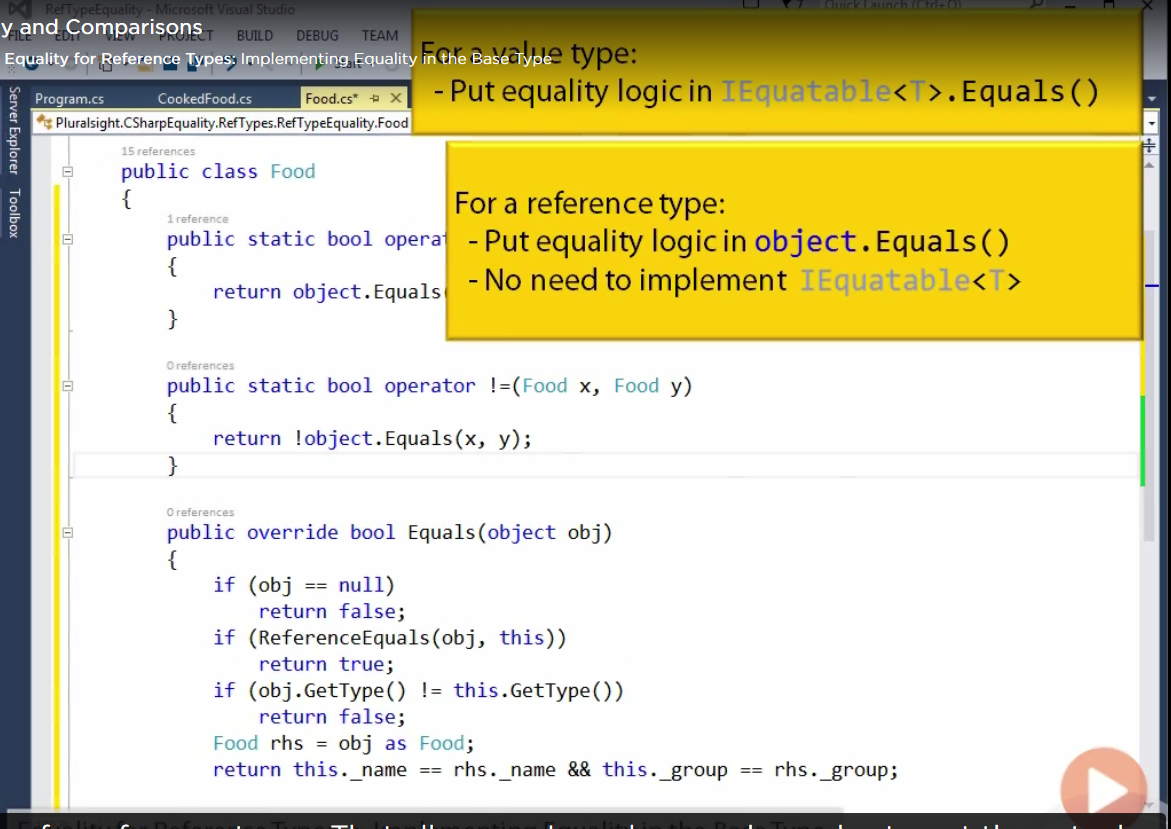 RefTypeEquality - Microsoft Visual Studio
Quick Launch (Ctrl+Q)
y and Comparisons
FILE EDIT VIEW PROJECT BUILD DEBUG TEAM
Equality for Reference Types: Implementing Equality in the Base Type
For a value type:
- Put equality logic in IEquatable<T>.Equals()
Server Explorer
Toolbox
Program.cs CookedFood.cs Food.cs*
Pluralsight.CSharpEquality.RefTypes.RefTypeEquality.Food
For a reference type:
- Put equality logic in object.Equals()
- No need to implement IEquatable<T>
15 references
public class Food
{
1 reference
public static bool operat
{
return object.Equals(
}
0 references
public static bool operator !=(Food x, Food y)
{
return !object.Equals(x, y);
}
0 references
public override bool Equals(object obj)
{
if (obj == null)
return false;
if (ReferenceEquals(obj, this))
return true;
if (obj.GetType() != this.GetType())
return false;
Food rhs = obj as Food;
return this._name == rhs._name && this._group == rhs._group;